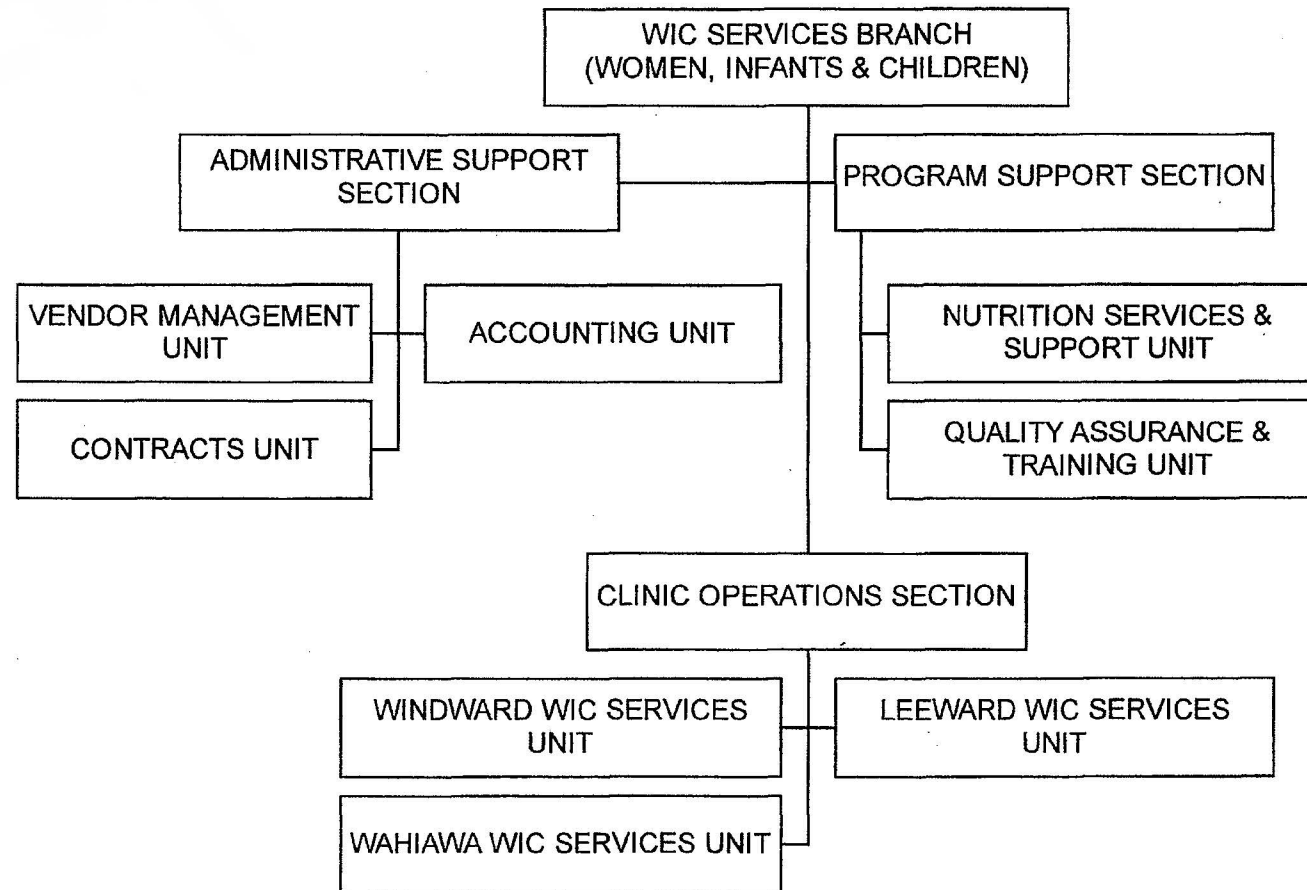 WIC SERVICES BRANCH
(WOMEN, INFANTS & CHILDREN)
ADMINISTRATIVE SUPPORT
SECTION
PROGRAM SUPPORT SECTION
VENDOR MANAGEMENT
UNIT
ACCOUNTING UNIT
NUTRITION SERVICES &
SUPPORT UNIT
CONTRACTS UNIT
QUALITY ASSURANCE &
TRAINING UNIT
CLINIC OPERATIONS SECTION
WINDWARD WIC SERVICES
UNIT
LEEWARD WIC SERVICES
UNIT
WAHIAWA WIC SERVICES UNIT